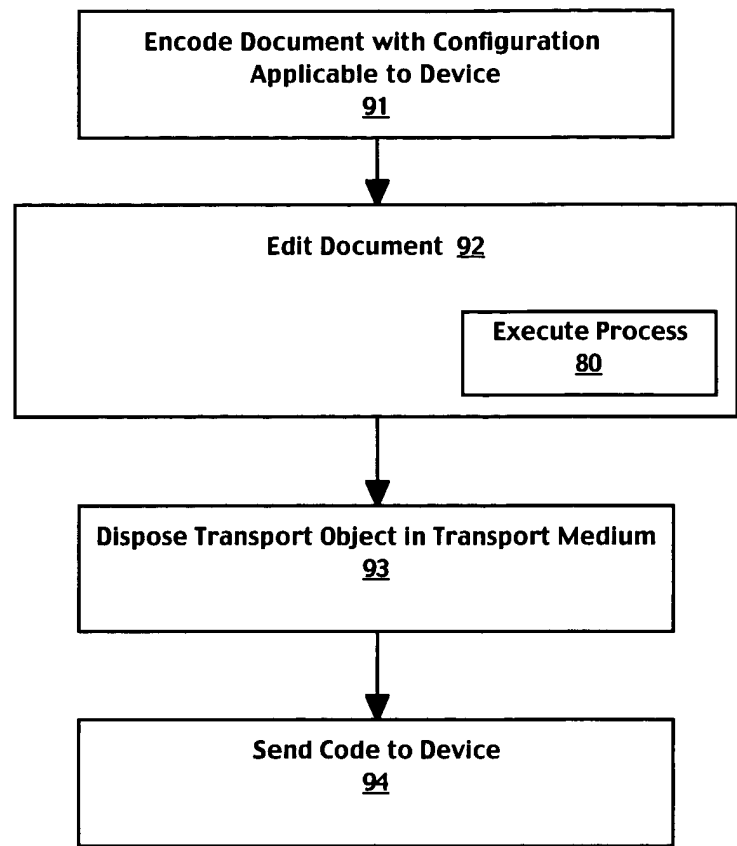 Encode Document with Configuration
Applicable to Device
91
Edit Document 92
Execute Process
80
Dispose Transport Object in Transport Medium
93
Send Code to Device
94